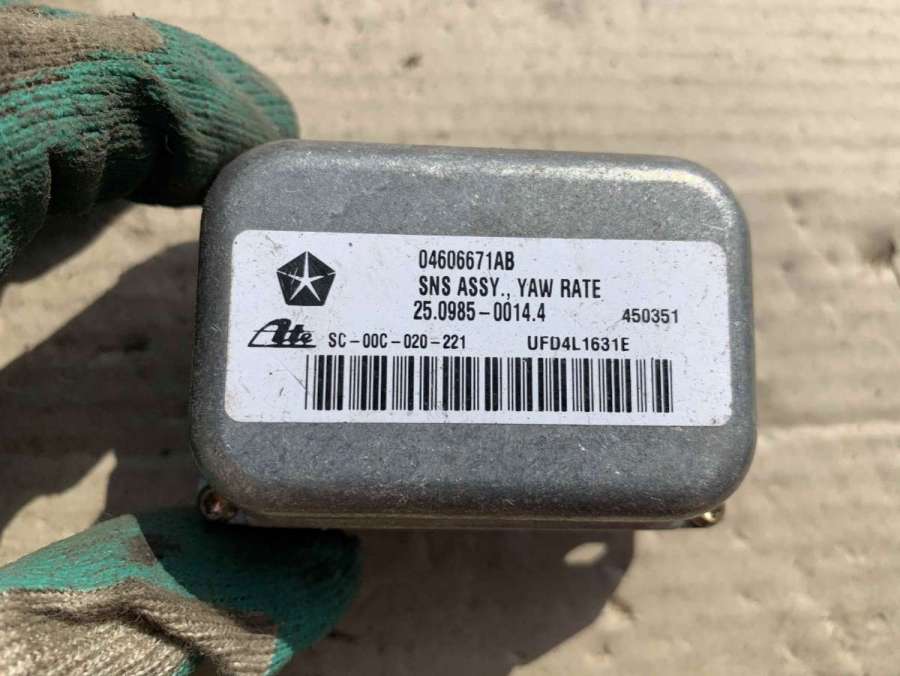 04606671AB
SNS ASSY., YAW RATE
25.0985-0014.4 450351
Ate SC-00C-020-221 UFD4L1631E